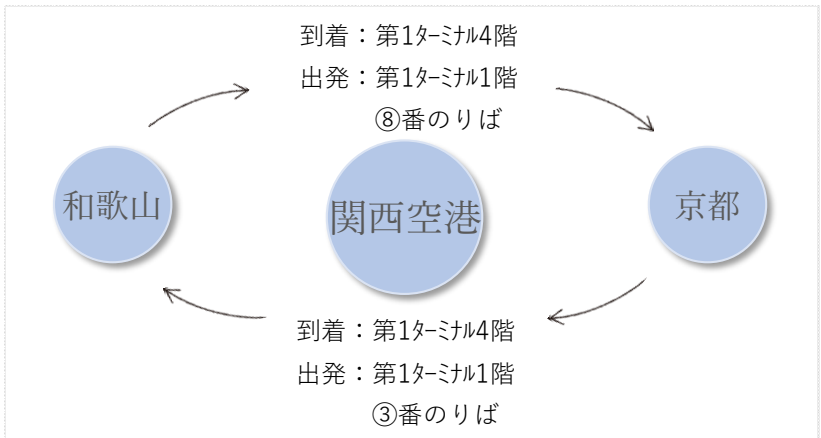 到着：第1ﾀｰﾐﾅﾙ4階
出発：第1ﾀｰﾐﾅﾙ1階
⑧番のりば
和歌山
関西空港
京都
到着：第1ﾀｰﾐﾅﾙ4階
出発：第1ﾀｰﾐﾅﾙ1階
③番のりば